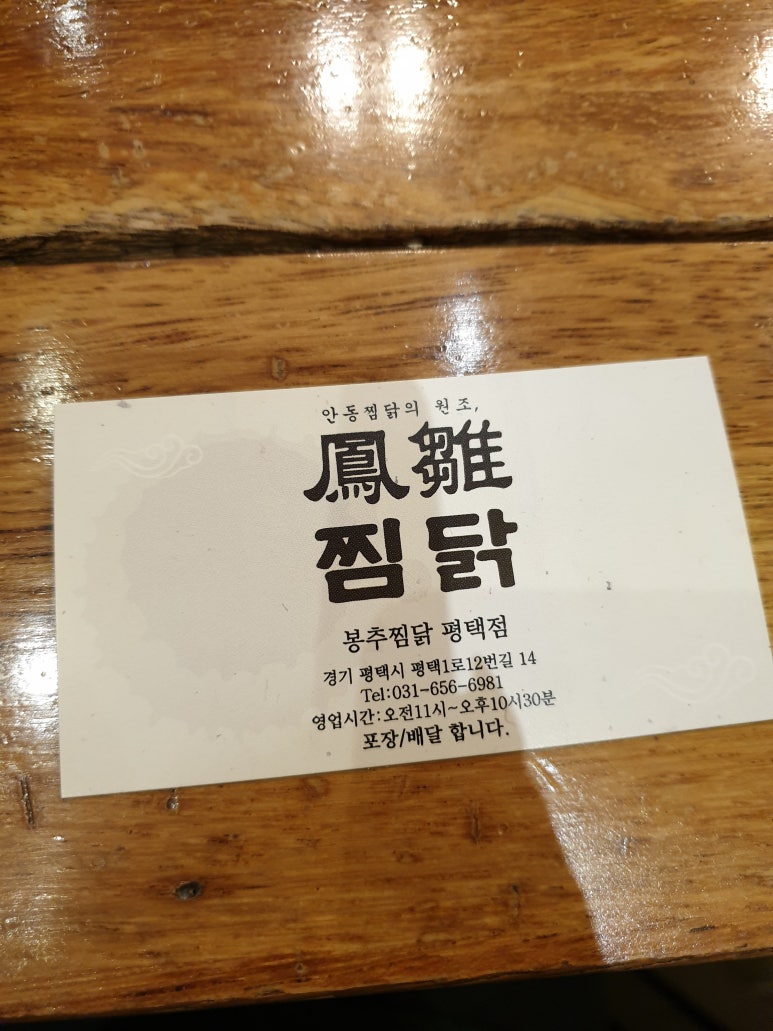 안동찜닭의 원조,
鳳雛
찜닭
봉추찜닭 평택점
경기 평택시 평택1로12번길 14
Tel:031-656-6981
영업시간:오전11시~오후10시30분
포장/배달 합니다.